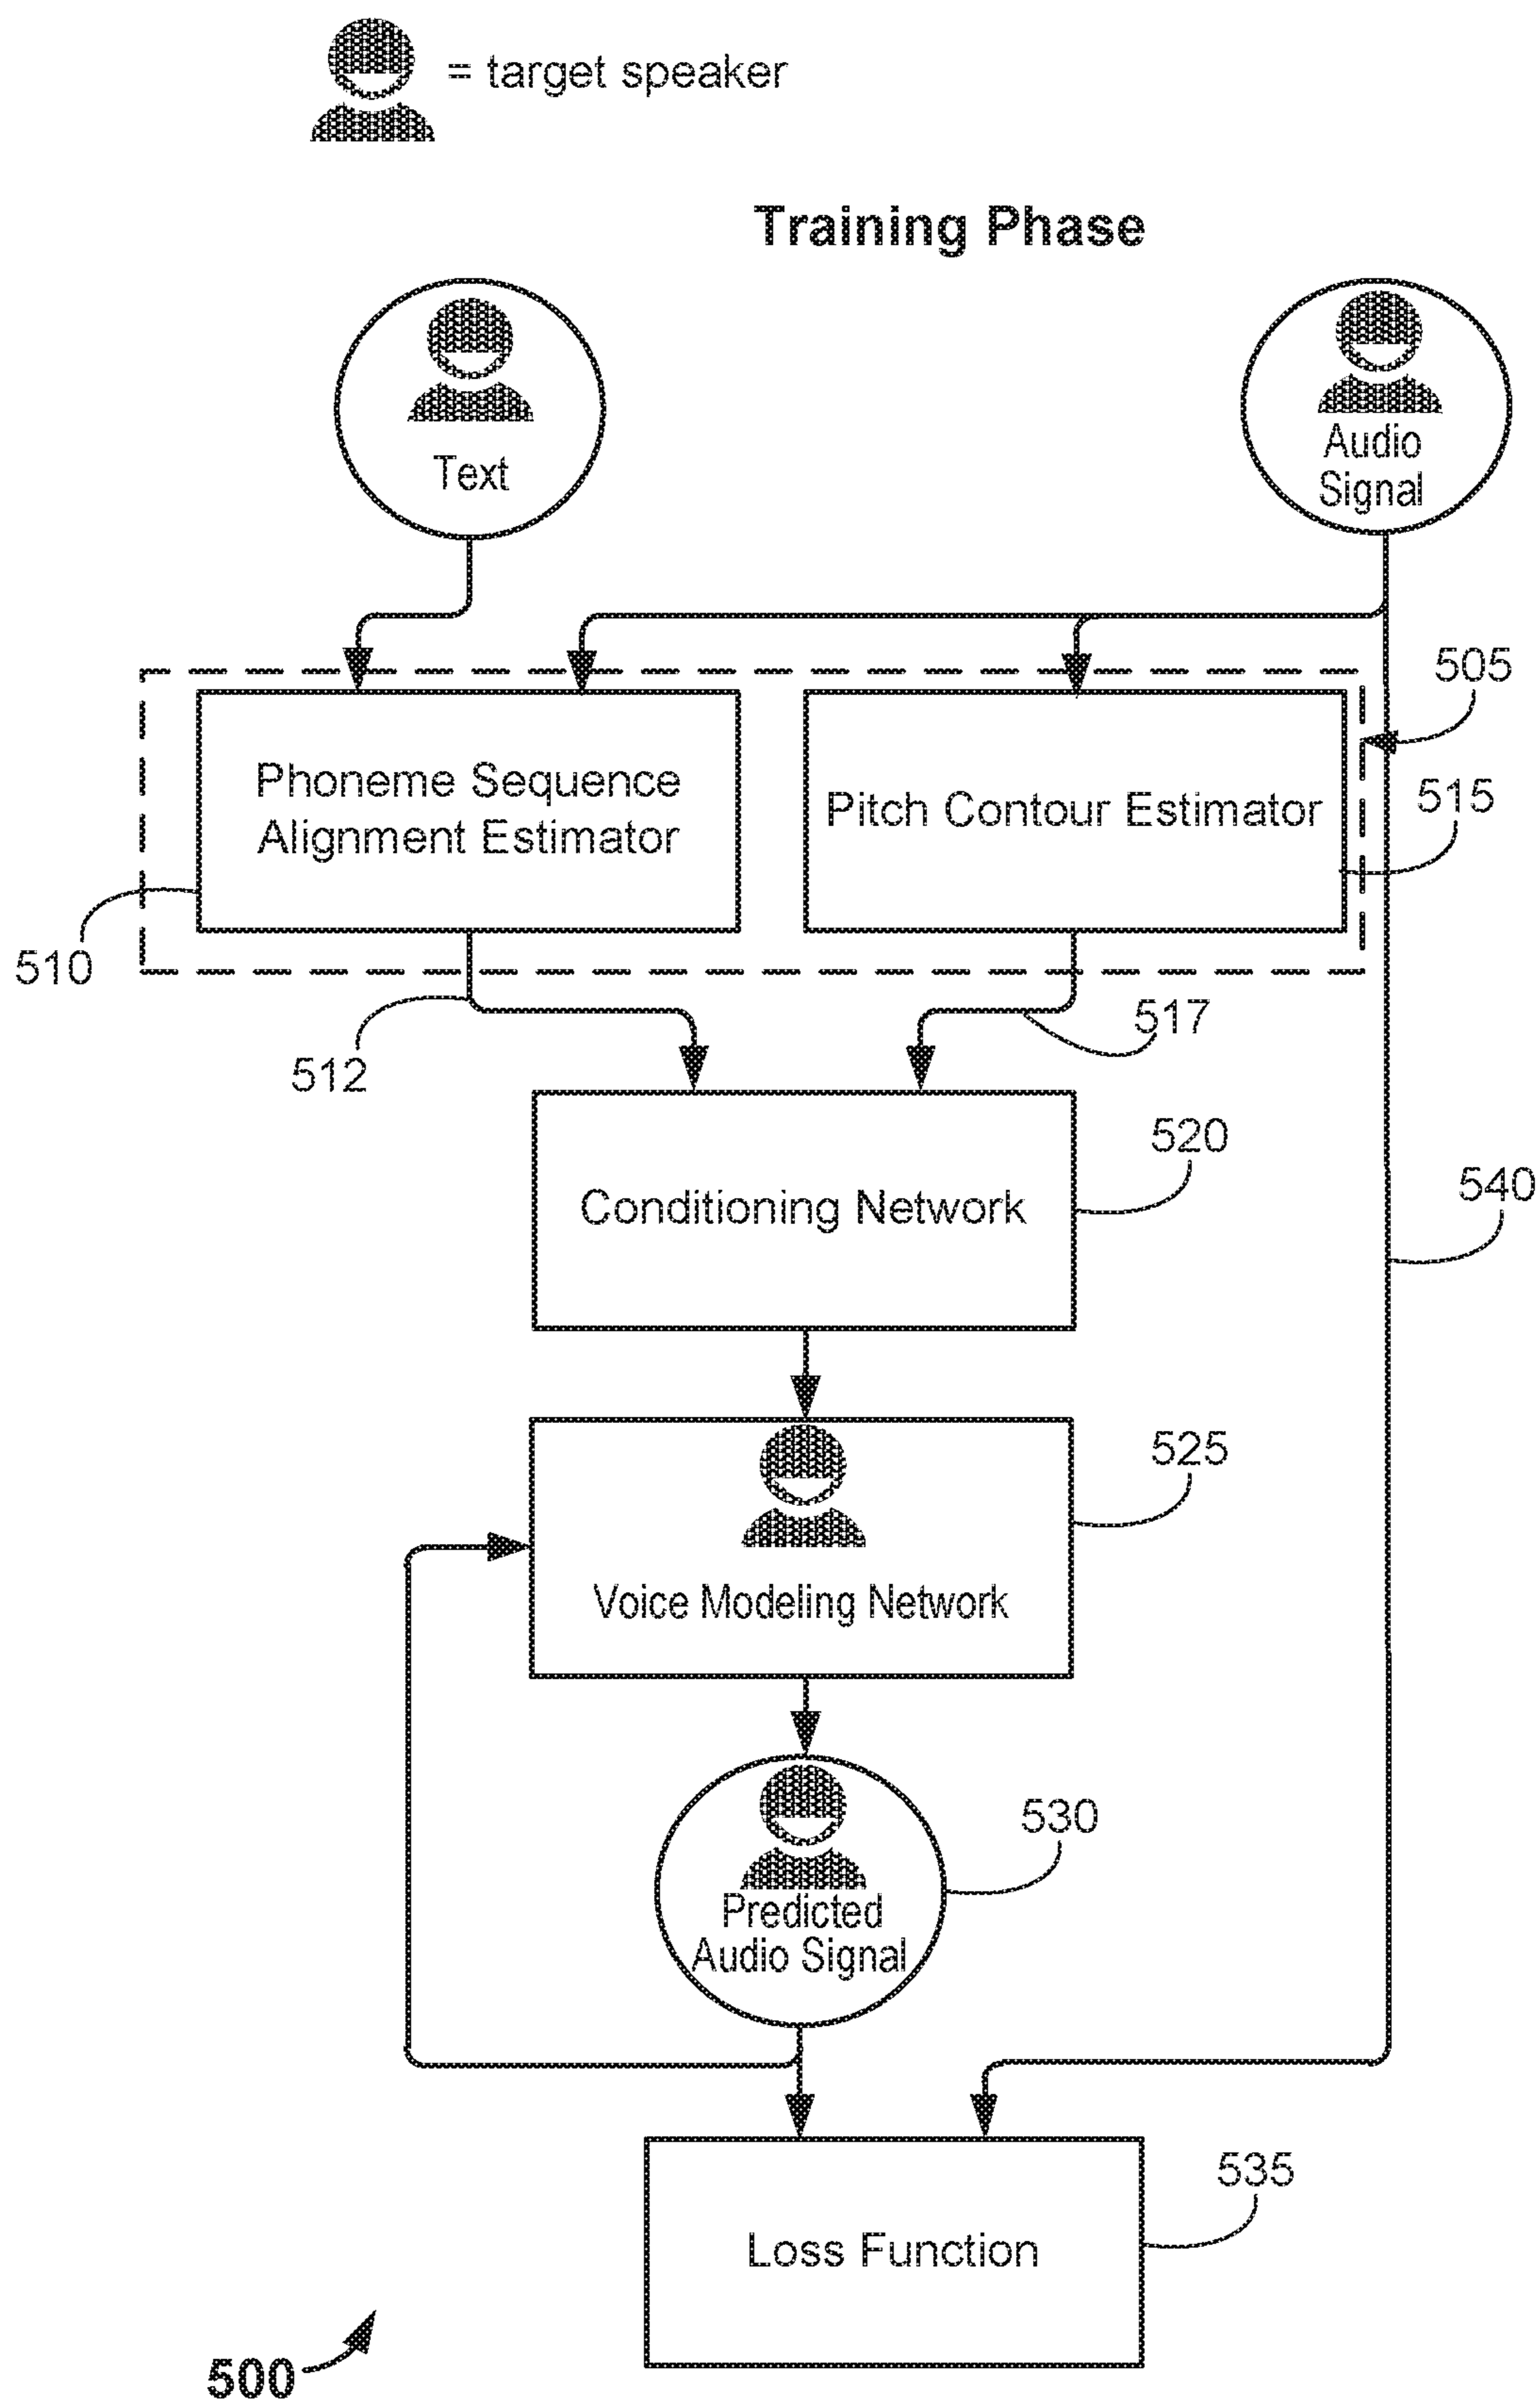 = target speaker
Training Phase
Text
Audio
Signal
505
Phoneme Sequence
Alignment Estimator
Pitch Contour Estimator
515
510
512
517
520
Conditioning Network
540
525
Voice Modeling Network
530
Predicted
Audio Signal
535
Loss Function
500